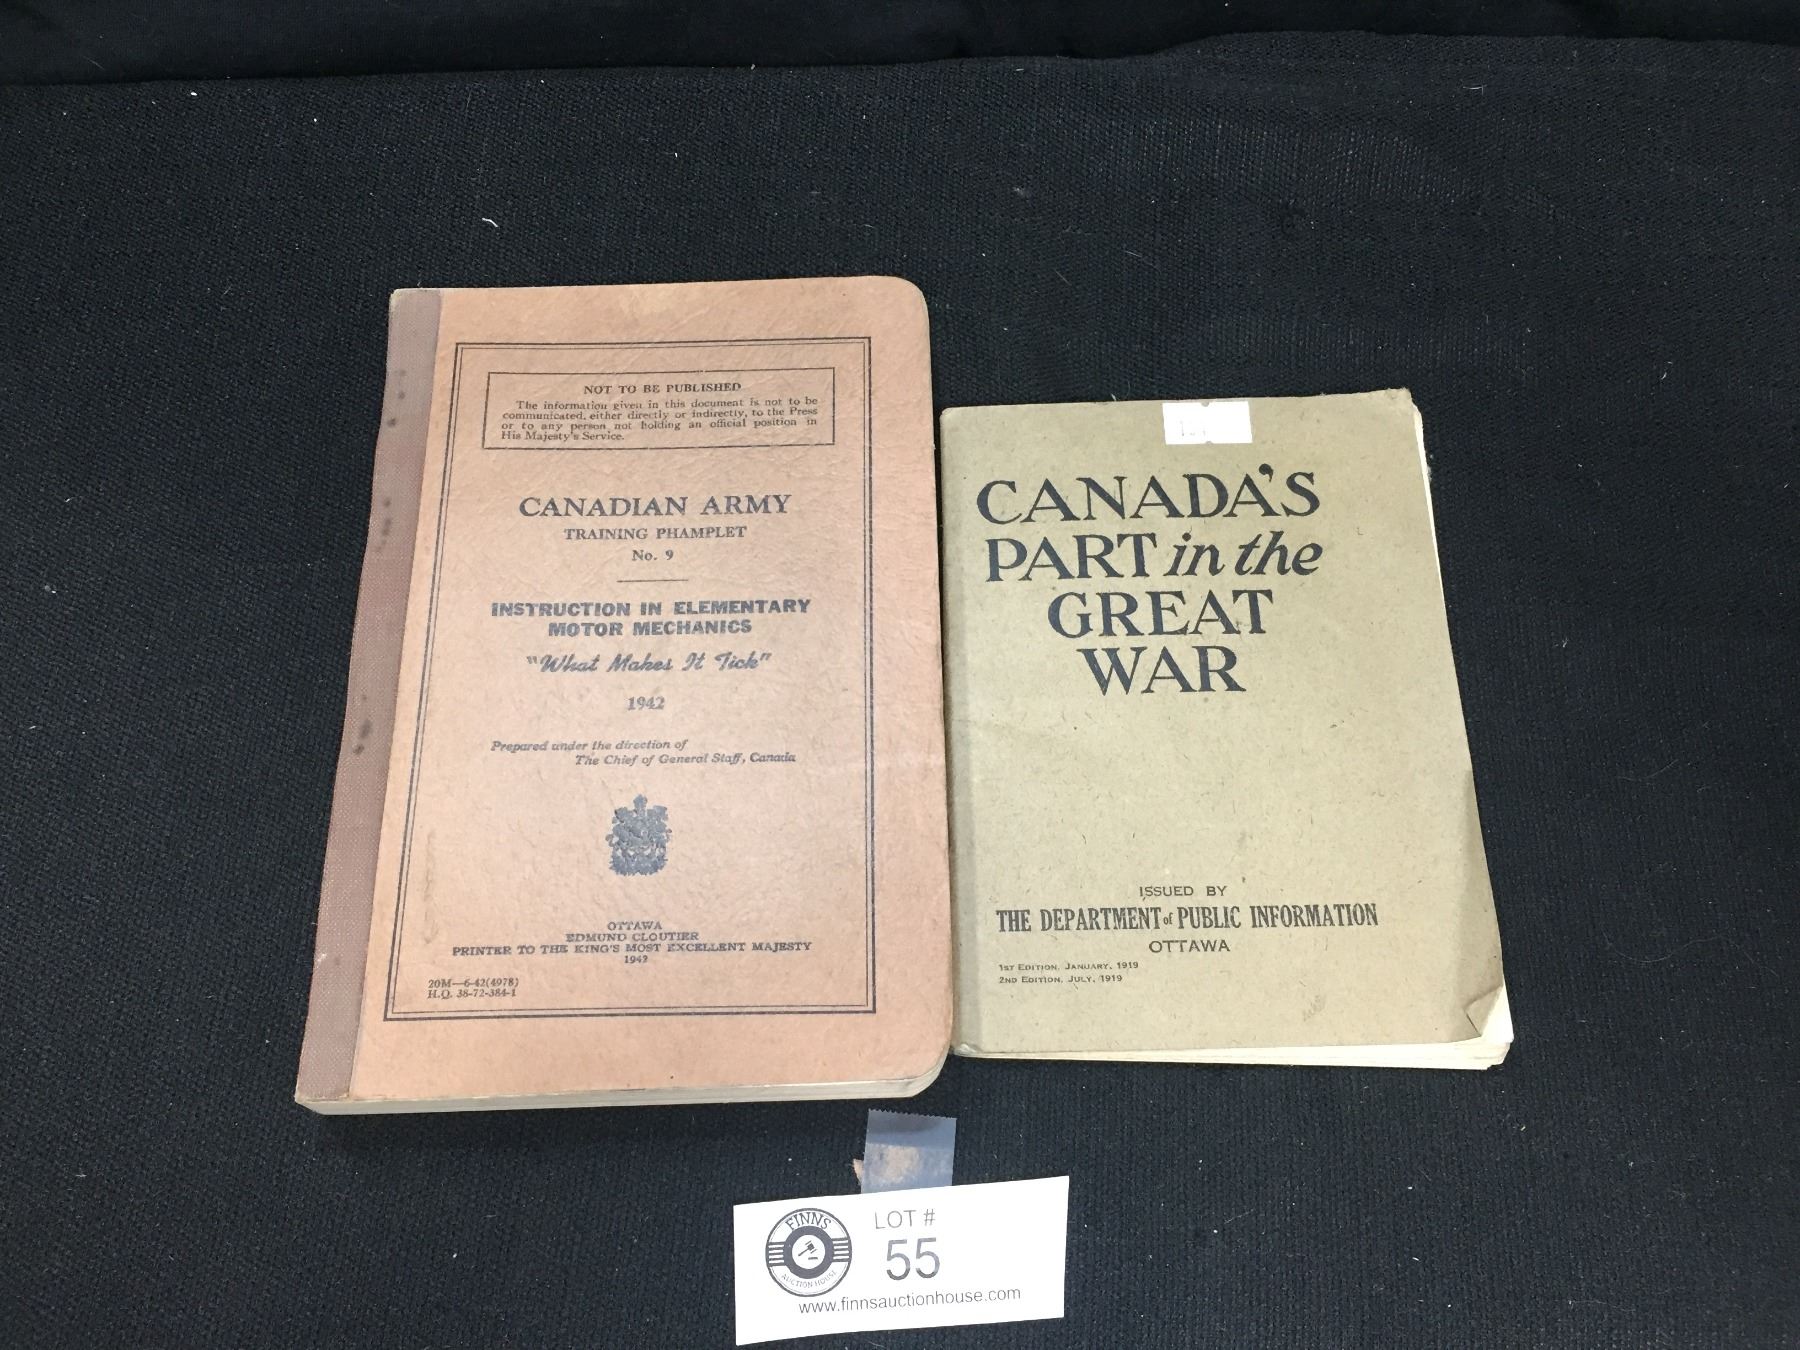 NOT TO BE PUBLISHED
The information given in this document is not to be
communicated, either directly or indirectly, to the Press
or to any person not holding an official position in
His Majesty's Service.
CANADIAN ARMY
TRAINING PHAMPLET
No. 9
INSTRUCTION IN ELEMENTARY
MOTOR MECHANICS
"What Makes It Tick"
1942
Prepared under the direction of
The Chief of General Staff, Canada
OTTAWA
EDMUND CLOUTIER
PRINTER TO THE KING'S MOST EXCELLENT MAJESTY
1942
20M—6-42(4978)
H.Q. 38-72-384-1
CANADA'S
PART in the
GREAT
WAR
ISSUED BY
THE DEPARTMENT of PUBLIC INFORMATION
OTTAWA
1ST EDITION, JANUARY, 1919
2ND EDITION, JULY, 1919
FINNS
AUCTION HOUSE
LOT #
55
www.finnsauctionhouse.com